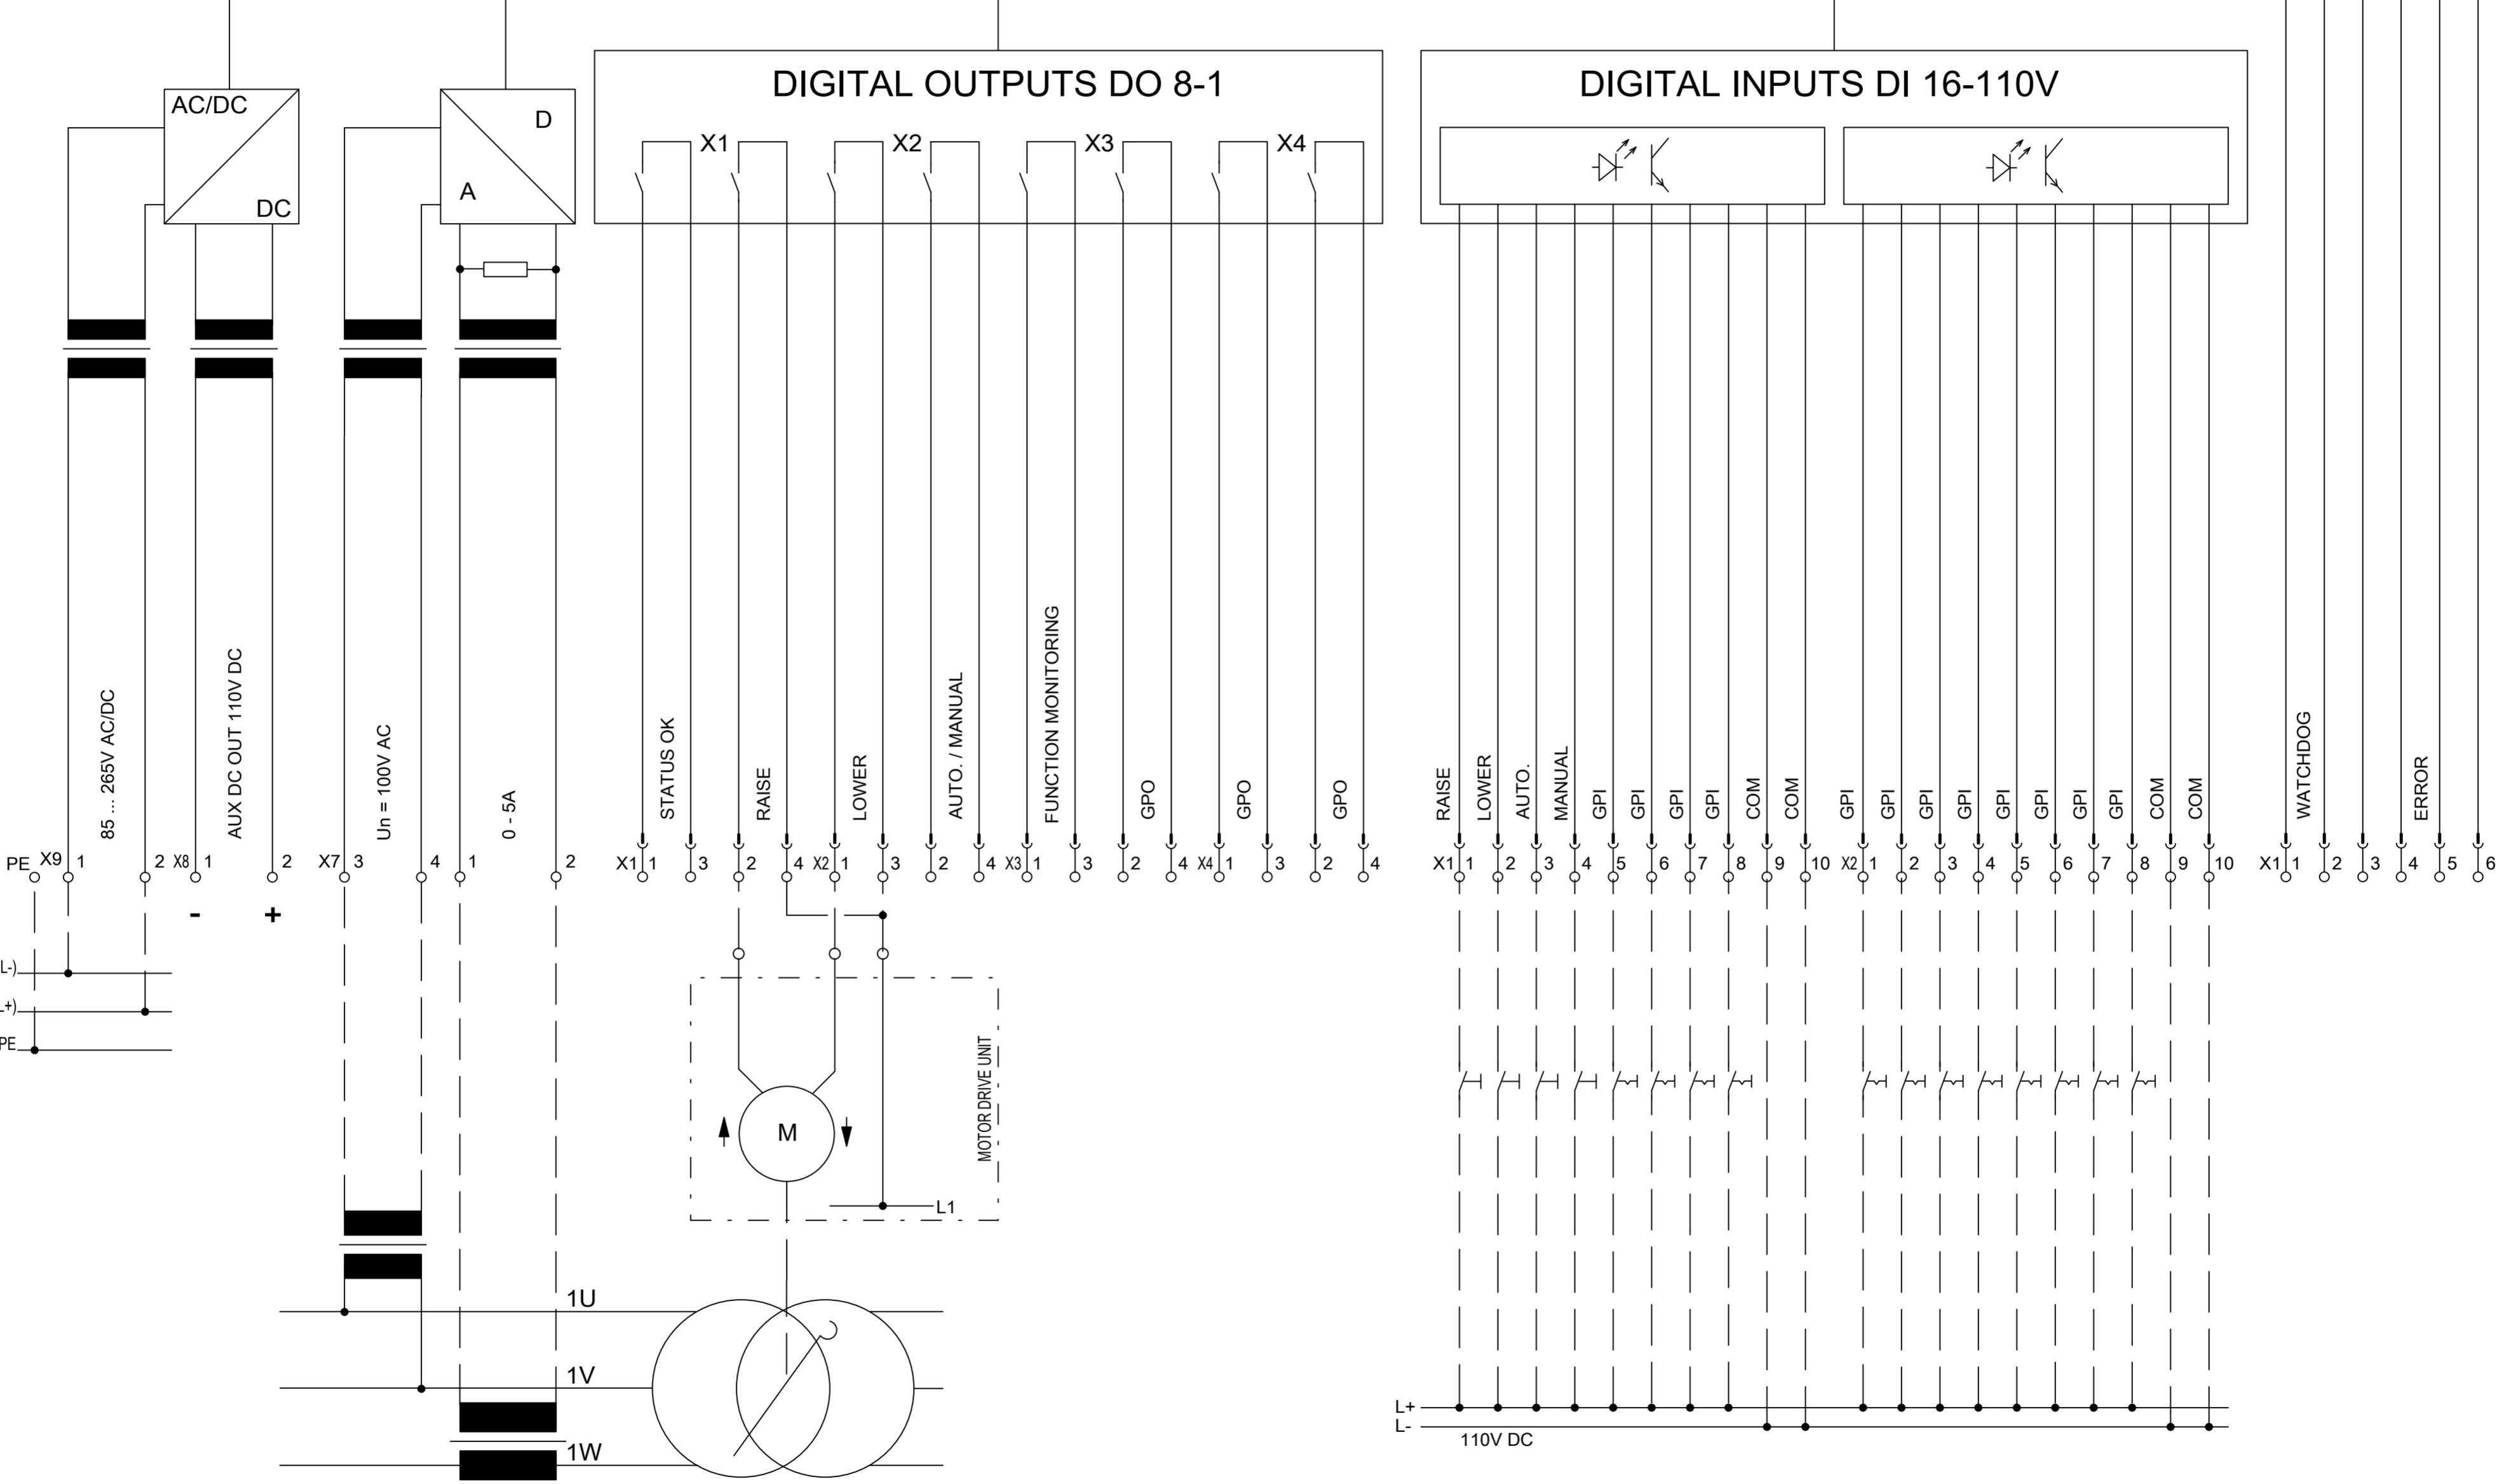 AC/DC
DC
D
A
DIGITAL OUTPUTS DO 8-1
X1
X2
X3
X4
DIGITAL INPUTS DI 16-110V
85 ... 265V AC/DC
AUX DC OUT 110V DC
Un = 100V AC
0 - 5A
STATUS OK
RAISE
LOWER
AUTO. / MANUAL
FUNCTION MONITORING
GPO
GPO
GPO
RAISE
LOWER
AUTO.
MANUAL
GPI
GPI
GPI
GPI
COM
COM
GPI
GPI
GPI
GPI
GPI
GPI
GPI
GPI
COM
COM
WATCHDOG
ERROR
PE X9 1 2 X8 1 2 X7 3 4 1 2 X1 1 3 2 4 X2 1 3 2 4 X3 1 3 2 4 X4 1 3 2 4 X1 1 2 3 4 5 6 7 8 9 10 X2 1 2 3 4 5 6 7 8 9 10 X1 1 2 3 4 5 6
- +
L-)
+)
PE
MOTOR DRIVE UNIT
M
L1
1U
1V
1W
L+
L-
110V DC